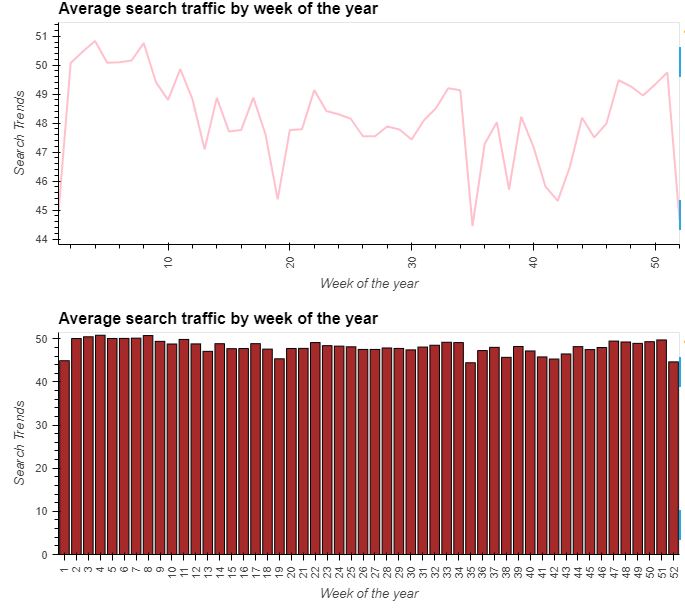 Average search traffic by week of the year
51
50
49
48
47
46
45
44
Search Trends
10
20
30
40
50
Week of the year
Average search traffic by week of the year
50
40
30
20
10
0
Search Trends
1 2 3 4 5 6 7 8 9 10 11 12 13 14 15 16 17 18 19 20 21 22 23 24 25 26 27 28 29 30 31 32 33 34 35 36 37 38 39 40 41 42 43 44 45 46 47 48 49 50 51 52
Week of the year